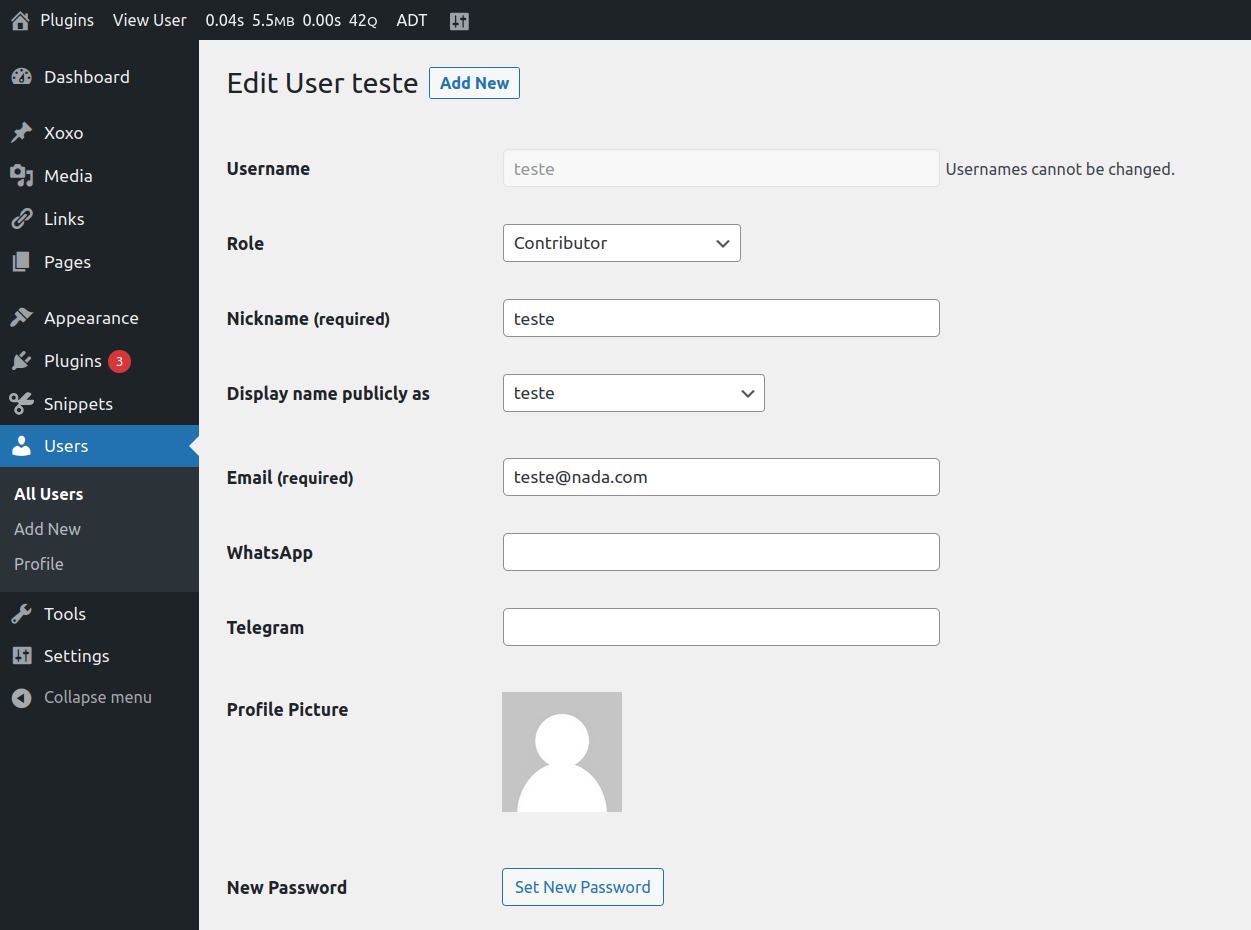 Plugins View User 0.04s 5.5MB 0.00s 42Q ADT
Dashboard
Xoxo
Media
Links
Pages
Appearance
Plugins 3
Snippets
Users
All Users
Add New
Profile
Tools
Settings
Collapse menu
Edit User teste Add New
Username teste Usernames cannot be changed.
Role Contributor
Nickname (required) teste
Display name publicly as teste
Email (required) teste@nada.com
WhatsApp
Telegram
Profile Picture
New Password Set New Password